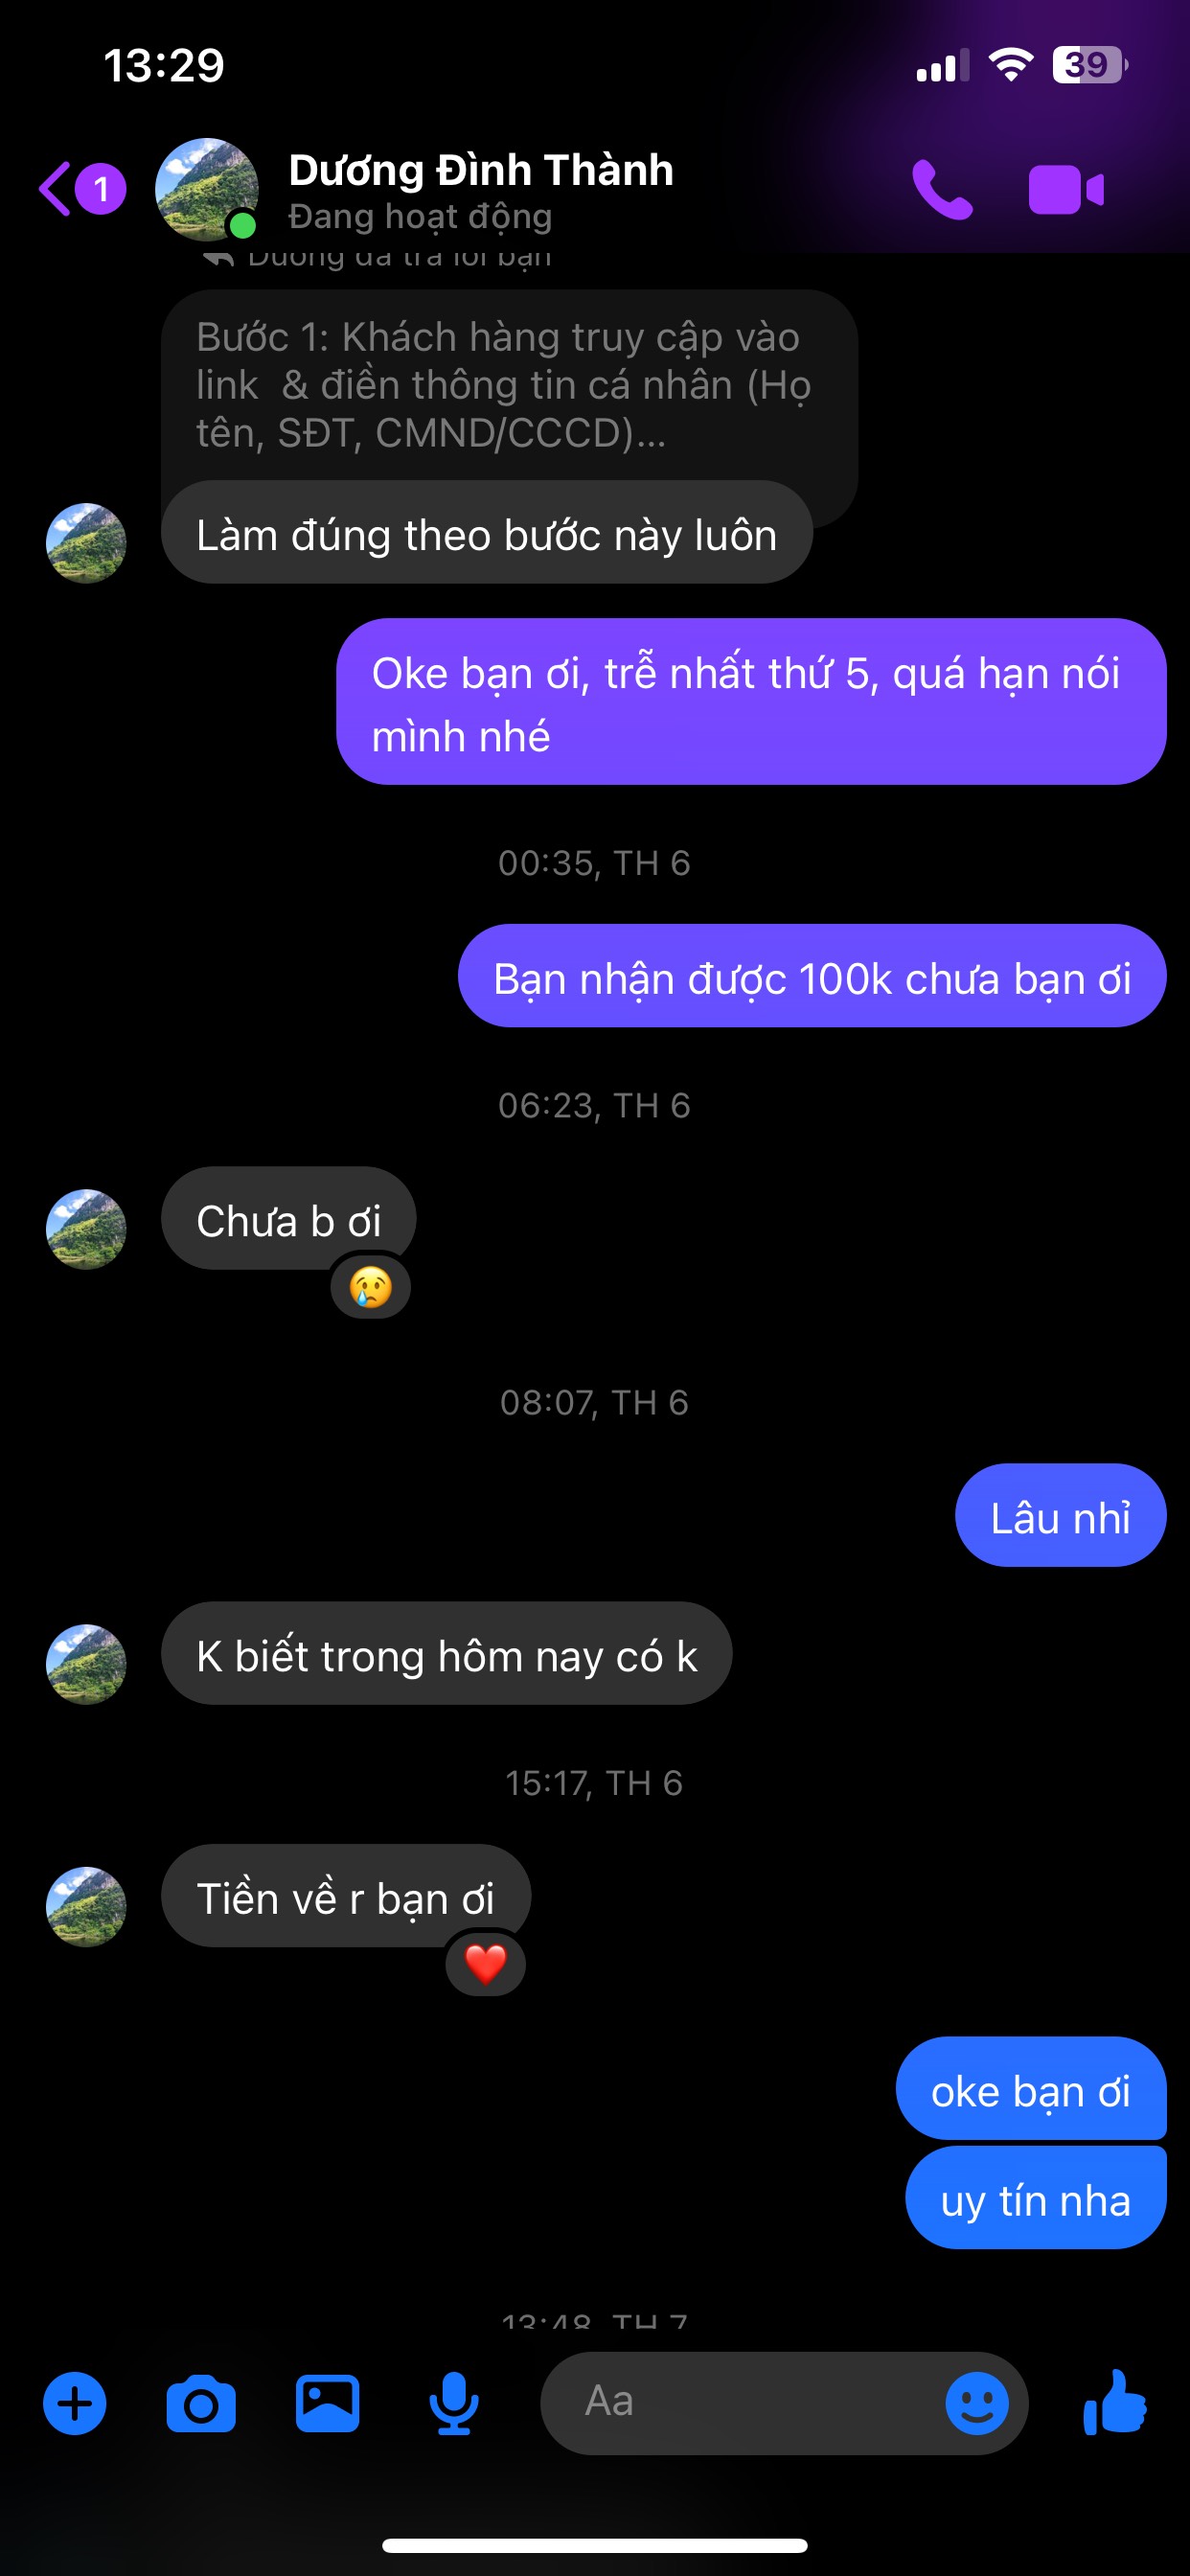 13:29
39
1
Dương Đình Thành
Đang hoạt động
Dương đã trả lời bạn
Bước 1: Khách hàng truy cập vào
link & điền thông tin cá nhân (Họ
tên, SĐT, CMND/CCCD)...
Làm đúng theo bước này luôn
Oke bạn ơi, trễ nhất thứ 5, quá hạn nói
mình nhé
00:35, TH 6
Bạn nhận được 100k chưa bạn ơi
06:23, TH 6
Chưa b ơi
08:07, TH 6
Lâu nhỉ
K biết trong hôm nay có k
15:17, TH 6
Tiền về r bạn ơi
oke bạn ơi
uy tín nha
13:48, TH 7
Aa